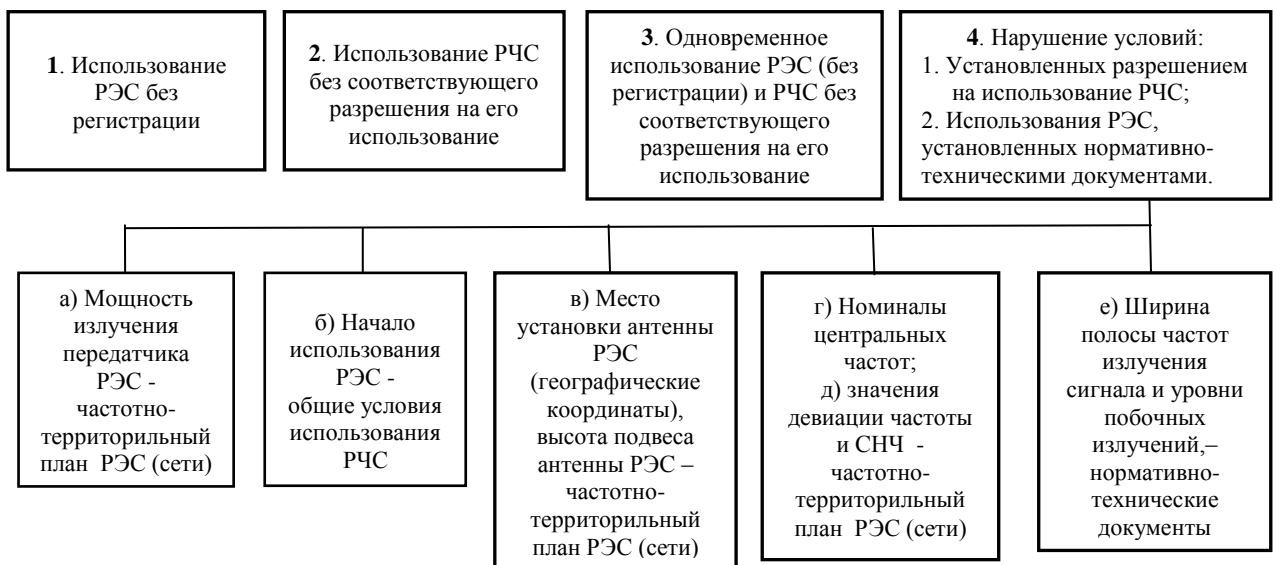 1. Использование
РЭС без
регистрации
2. Использование РЧС
без соответствующего
разрешения на его
использование
3. Одновременное
использование РЭС (без
регистрации) и РЧС без
соответствующего
разрешения на его
использование
4. Нарушение условий:
1. Установленных разрешением
на использование РЧС;
2. Использования РЭС,
установленных нормативно-
техническими документами.
а) Мощность
излучения
передатчика
РЭС -
частотно-
территорильный
план РЭС (сети)
б) Начало
использования
РЭС -
общие условия
использования
РЧС
в) Место
установки антенны
РЭС
(географические
координаты),
высота подвеса
антенны РЭС –
частотно-
территорильный
план РЭС (сети)
г) Номиналы
центральных
частот;
д) значения
девиации частоты
и СНЧ -
частотно-
территорильный
план РЭС (сети)
е) Ширина
полосы частот
излучения
сигнала и уровни
побочных
излучений,–
нормативно-
технические
документы